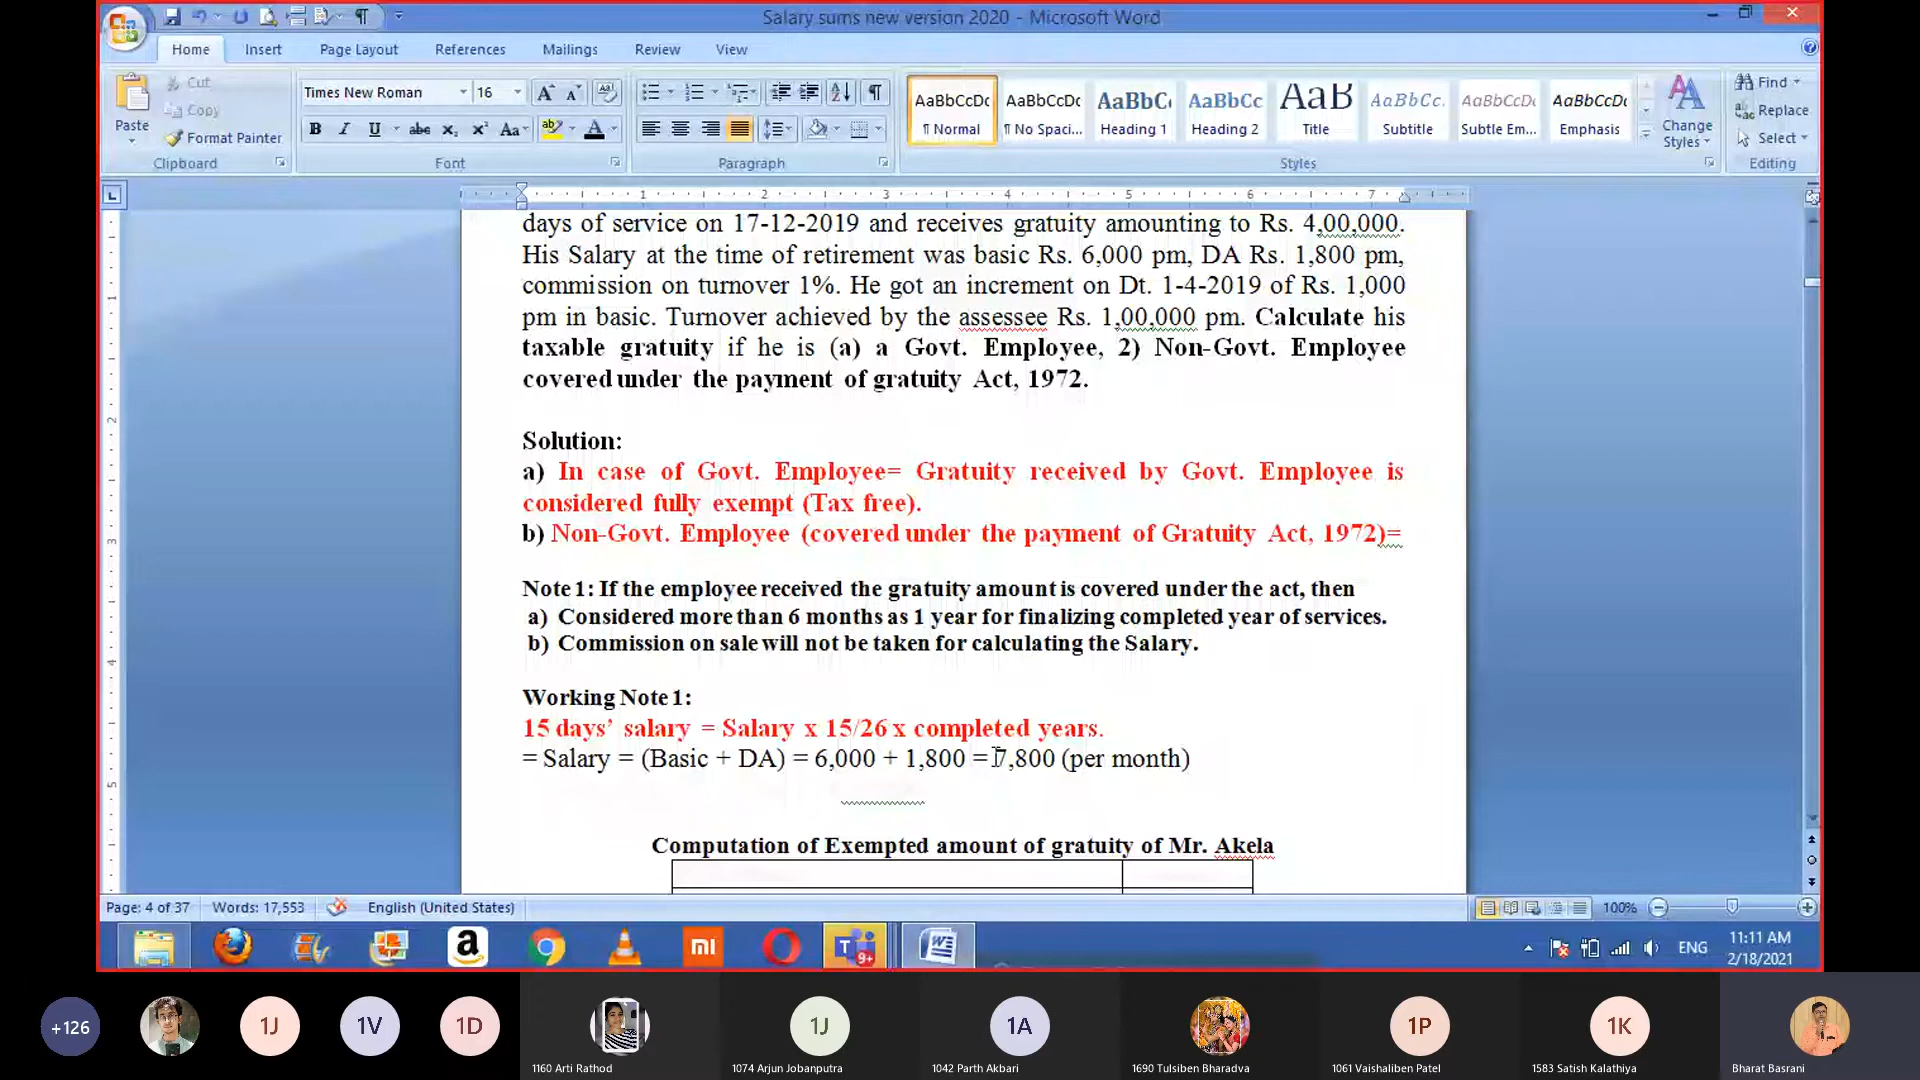 Salary sums new version 2020 - Microsoft Word
Home Insert Page Layout References Mailings Review View
Paste
Cut
Copy
Format Painter
Clipboard
Times New Roman 16
Font
Paragraph
AaBbCcDc AaBbCcDc AaBbC AaBbCc AaB AaBbCc. AaBbCcDc AaBbCcDc
¶ Normal ¶ No Spaci... Heading 1 Heading 2 Title Subtitle Subtle Em... Emphasis
Change
Styles
Styles
Find
Replace
Select
Editing
1 2 3 4 5 6 7
days of service on 17-12-2019 and receives gratuity amounting to Rs. 4,00,000.
His Salary at the time of retirement was basic Rs. 6,000 pm, DA Rs. 1,800 pm,
commission on turnover 1%. He got an increment on Dt. 1-4-2019 of Rs. 1,000
pm in basic. Turnover achieved by the assessee Rs. 1,00,000 pm. Calculate his
taxable gratuity if he is (a) a Govt. Employee, 2) Non-Govt. Employee
covered under the payment of gratuity Act, 1972.
Solution:
a) In case of Govt. Employee= Gratuity received by Govt. Employee is
considered fully exempt (Tax free).
b) Non-Govt. Employee (covered under the payment of Gratuity Act, 1972)=
Note 1: If the employee received the gratuity amount is covered under the act, then
a) Considered more than 6 months as 1 year for finalizing completed year of services.
b) Commission on sale will not be taken for calculating the Salary.
Working Note 1:
15 days' salary = Salary x 15/26 x completed years.
= Salary = (Basic + DA) = 6,000 + 1,800 = 7,800 (per month)
Computation of Exempted amount of gratuity of Mr. Akela
Page: 4 of 37 Words: 17,553 English (United States) 100%
9+
ENG
11:11 AM
2/18/2021
+126 1J 1V 1D 1J 1A 1P 1K
1160 Arti Rathod 1074 Arjun Jobanputra 1042 Parth Akbari 1690 Tulsiben Bharadva 1061 Vaishaliben Patel 1583 Satish Kalathiya Bharat Basrani